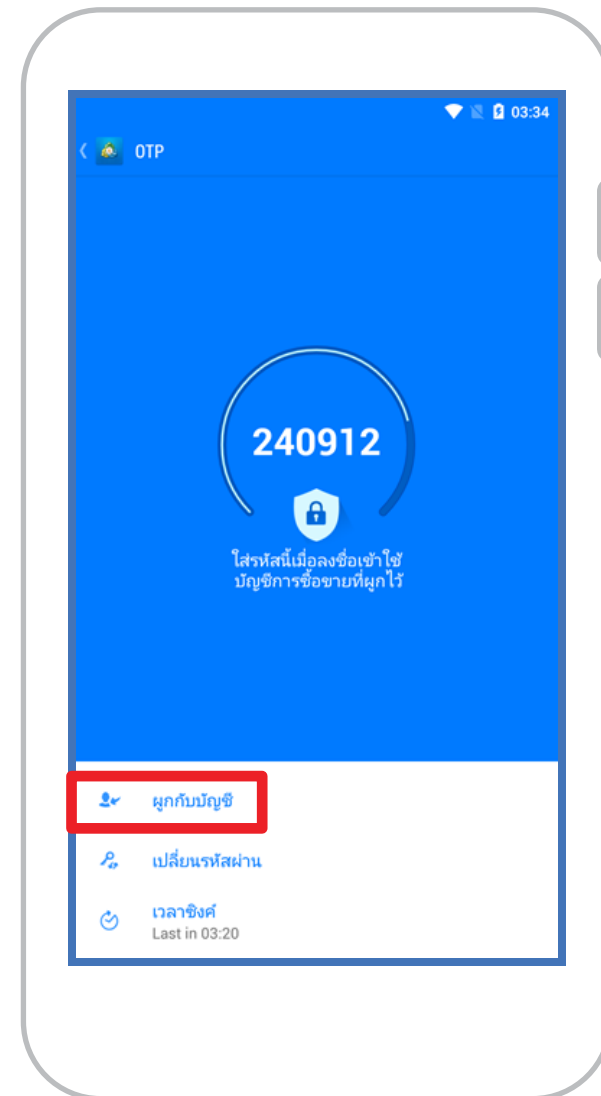 03:34
OTP
240912
ใส่รหัสนี้เมื่อลงชื่อเข้าใช้
บัญชีการซื้อขายที่ผูกไว้
ผูกกับบัญชี
เปลี่ยนรหัสผ่าน
เวลาซิงค์
Last in 03:20